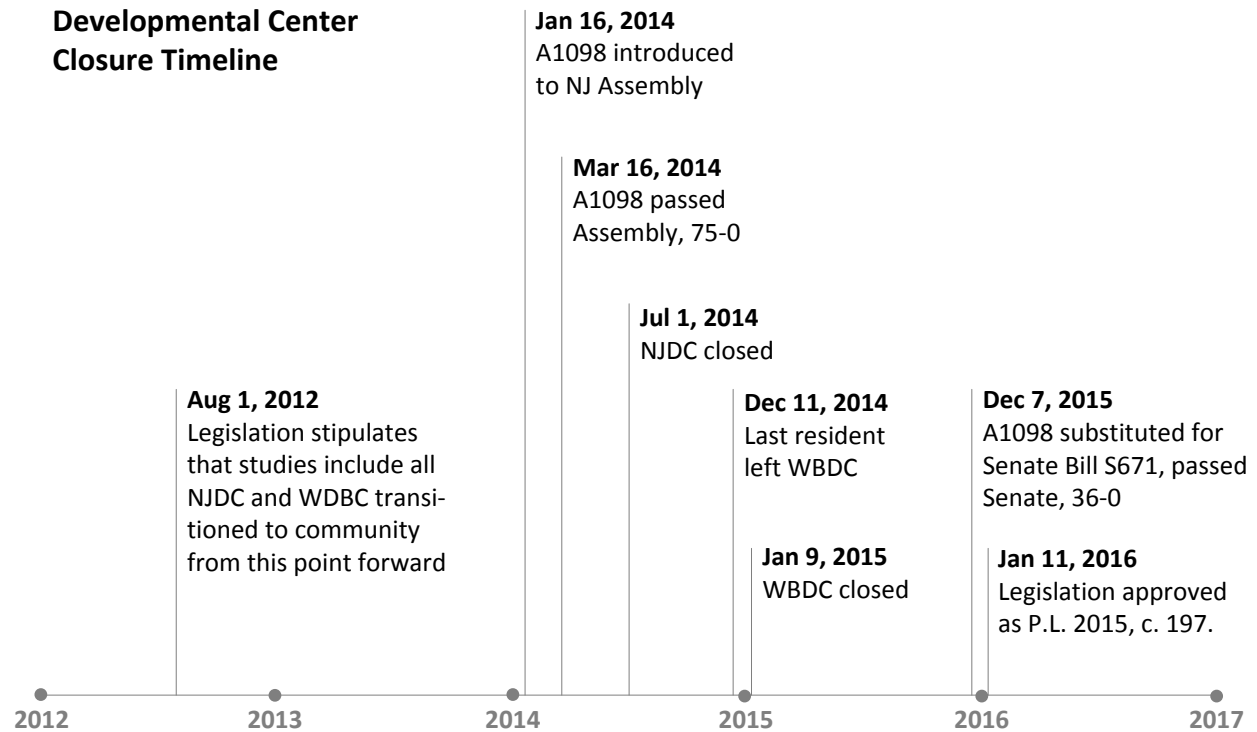 Developmental Center
Closure Timeline
Jan 16, 2014
A1098 introduced
to NJ Assembly
Mar 16, 2014
A1098 passed
Assembly, 75-0
Jul 1, 2014
NJDC closed
Aug 1, 2012
Legislation stipulates
that studies include all
NJDC and WDBC transi-
tioned to community
from this point forward
Dec 11, 2014
Last resident
left WBDC
Dec 7, 2015
A1098 substituted for
Senate Bill S671, passed
Senate, 36-0
Jan 9, 2015
WBDC closed
Jan 11, 2016
Legislation approved
as P.L. 2015, c. 197.
2012 2013 2014 2015 2016 2017